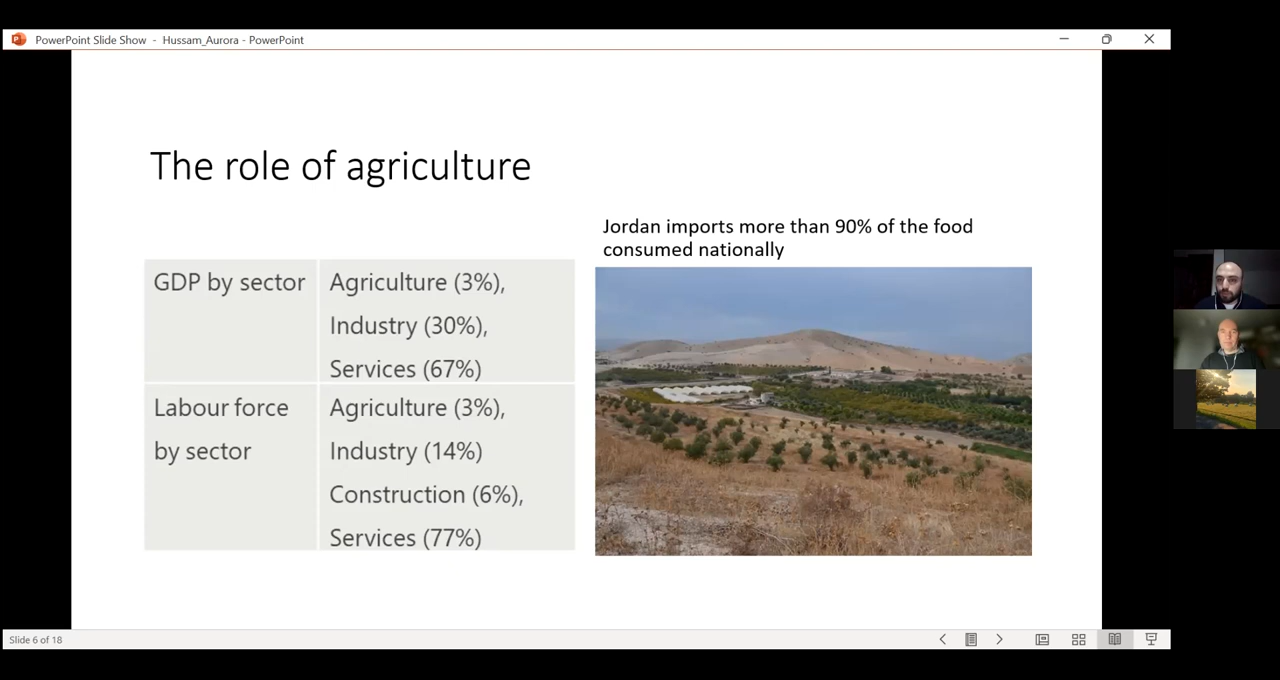 PowerPoint Slide Show - Hussam_Aurora - PowerPoint
The role of agriculture
Jordan imports more than 90% of the food
consumed nationally
GDP by sector
Agriculture (3%),
Industry (30%),
Services (67%)
Labour force
by sector
Agriculture (3%),
Industry (14%)
Construction (6%),
Services (77%)
Slide 6 of 18